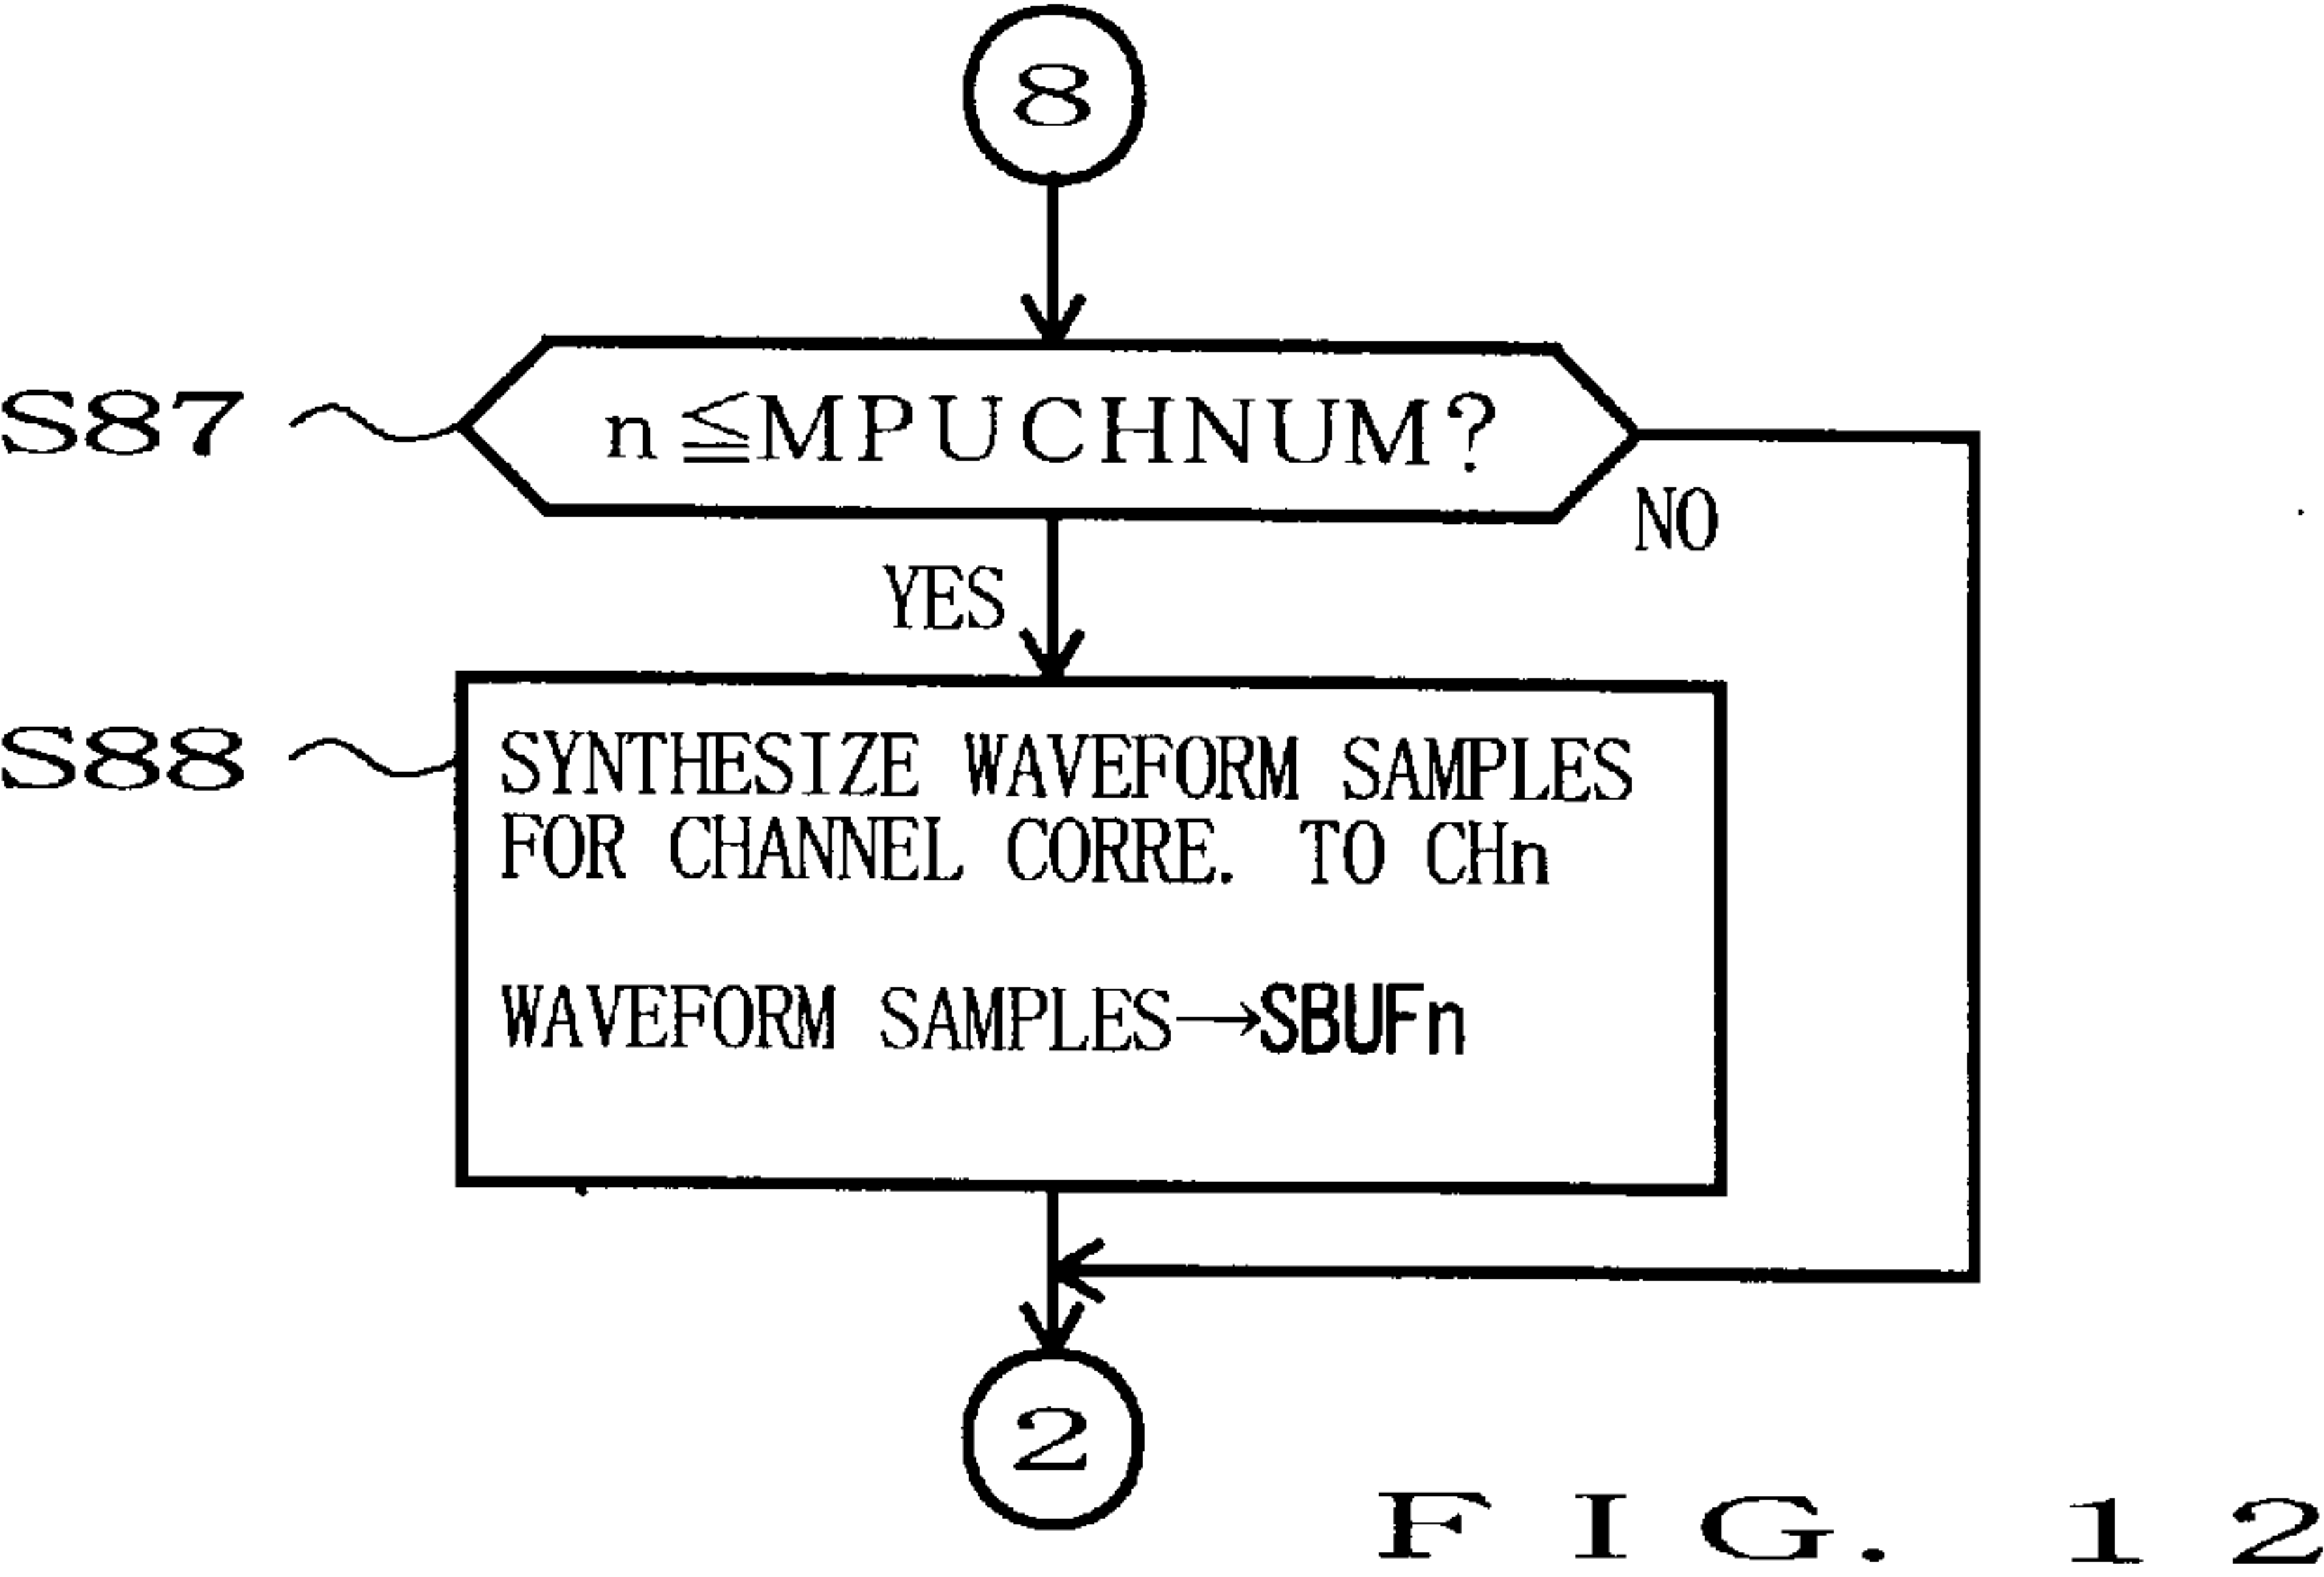 8
S87
n≦MPUCHNUM?
NO
YES
S88
SYNTHESIZE WAVEFORM SAMPLES
FOR CHANNEL CORRE. TO CHn
WAVEFORM SAMPLES→SBUFn
2
FIG. 12